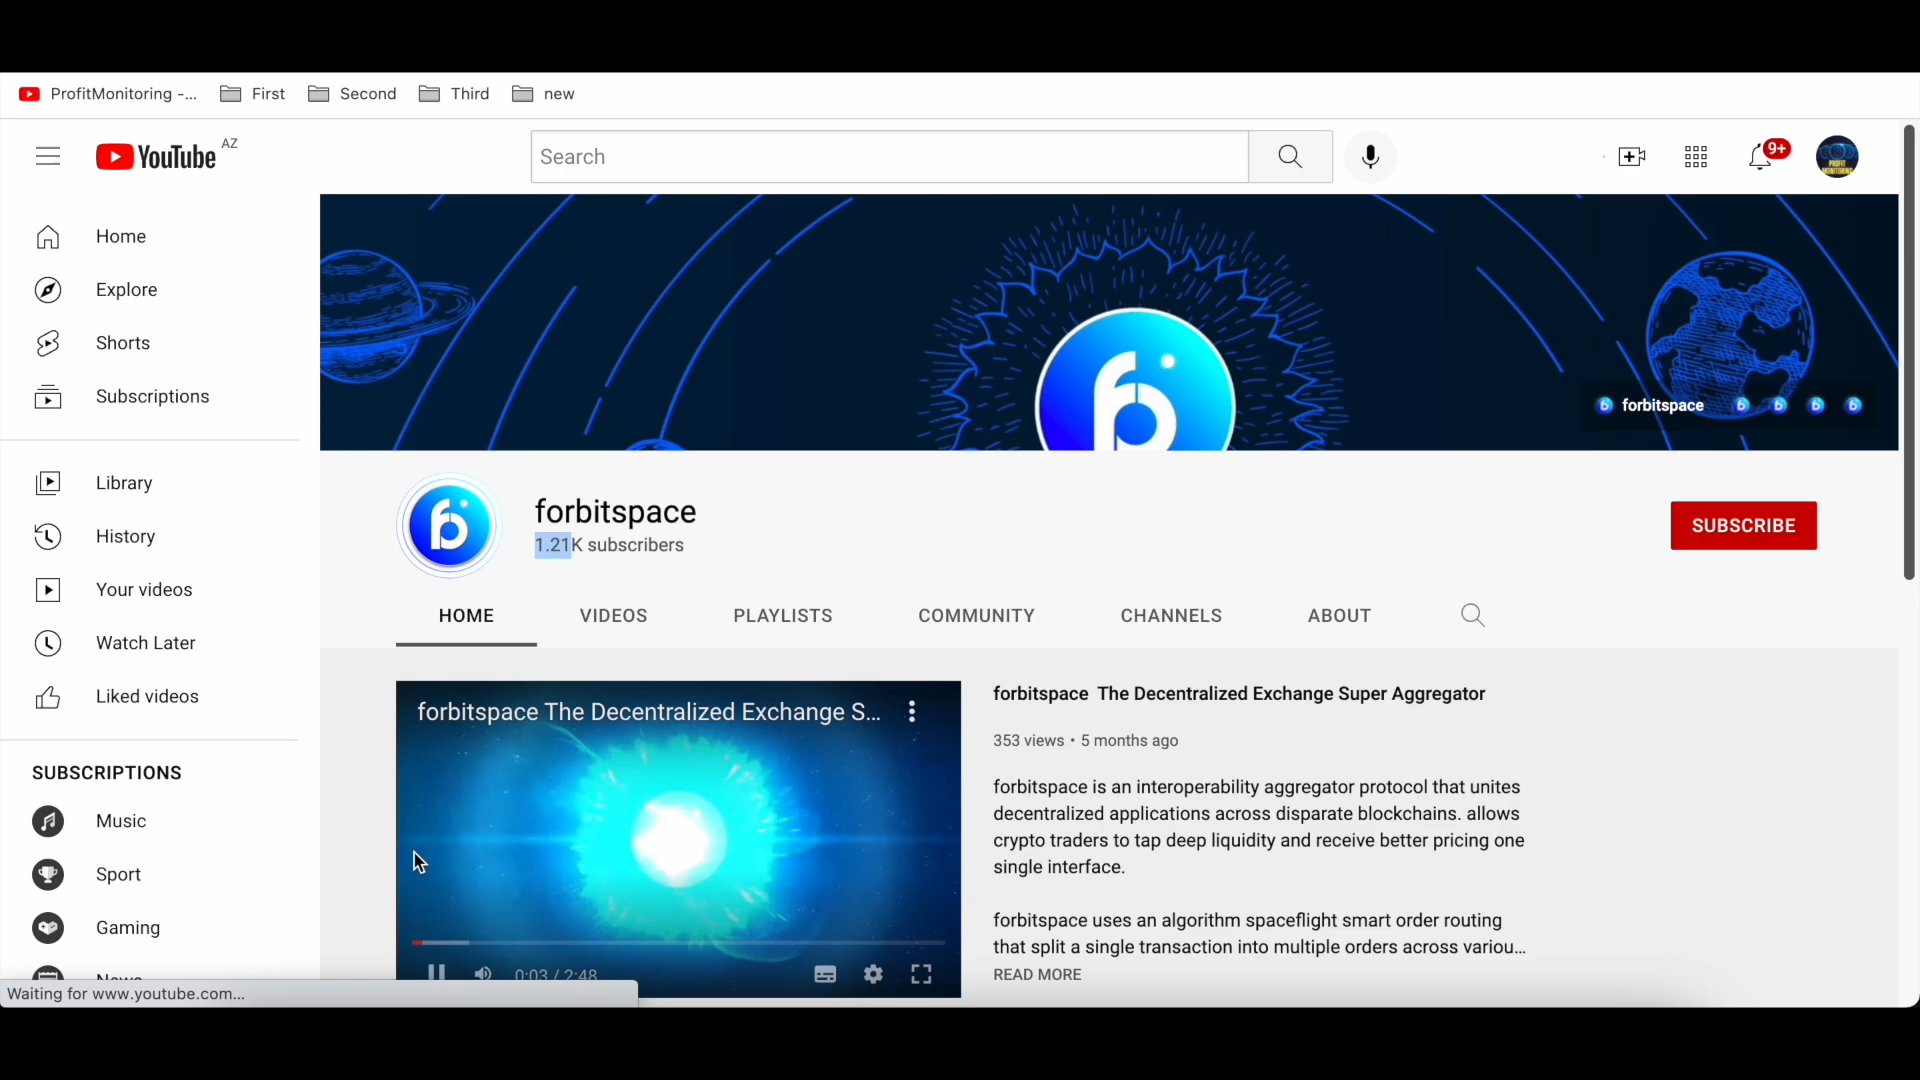 ProfitMonitoring -...
First
Second
Third
new
YouTube AZ
Search
9+
Home
Explore
Shorts
Subscriptions
Library
History
Your videos
Watch Later
Liked videos
SUBSCRIPTIONS
Music
Sport
Gaming
News
Waiting for www.youtube.com...
forbitspace
forbitspace
1.21K subscribers
SUBSCRIBE
HOME
VIDEOS
PLAYLISTS
COMMUNITY
CHANNELS
ABOUT
forbitspace The Decentralized Exchange S...
0:03 / 2:48
forbitspace The Decentralized Exchange Super Aggregator
353 views • 5 months ago
forbitspace is an interoperability aggregator protocol that unites
decentralized applications across disparate blockchains. allows
crypto traders to tap deep liquidity and receive better pricing one
single interface.
forbitspace uses an algorithm spaceflight smart order routing
that split a single transaction into multiple orders across variou...
READ MORE